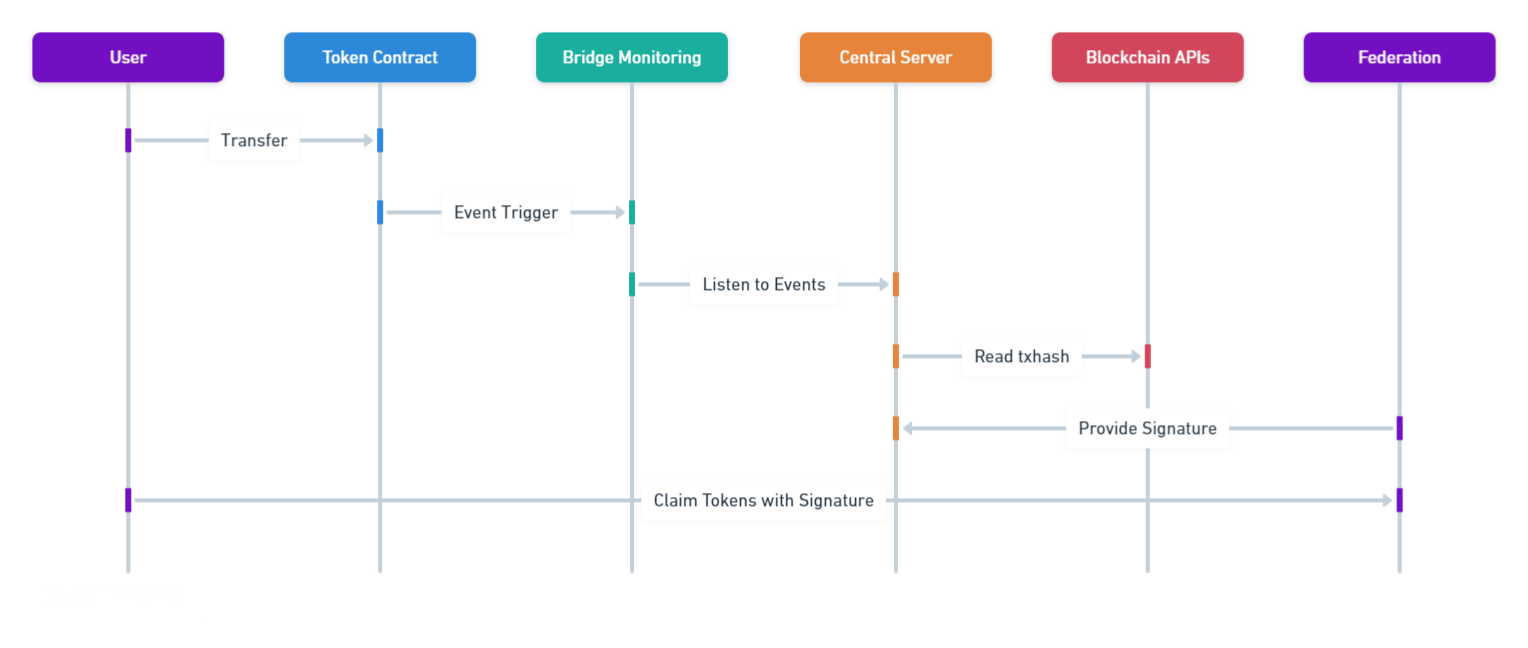 User
Token Contract
Bridge Monitoring
Central Server
Blockchain APIs
Federation
Transfer
Event Trigger
Listen to Events
Read txhash
Provide Signature
Claim Tokens with Signature